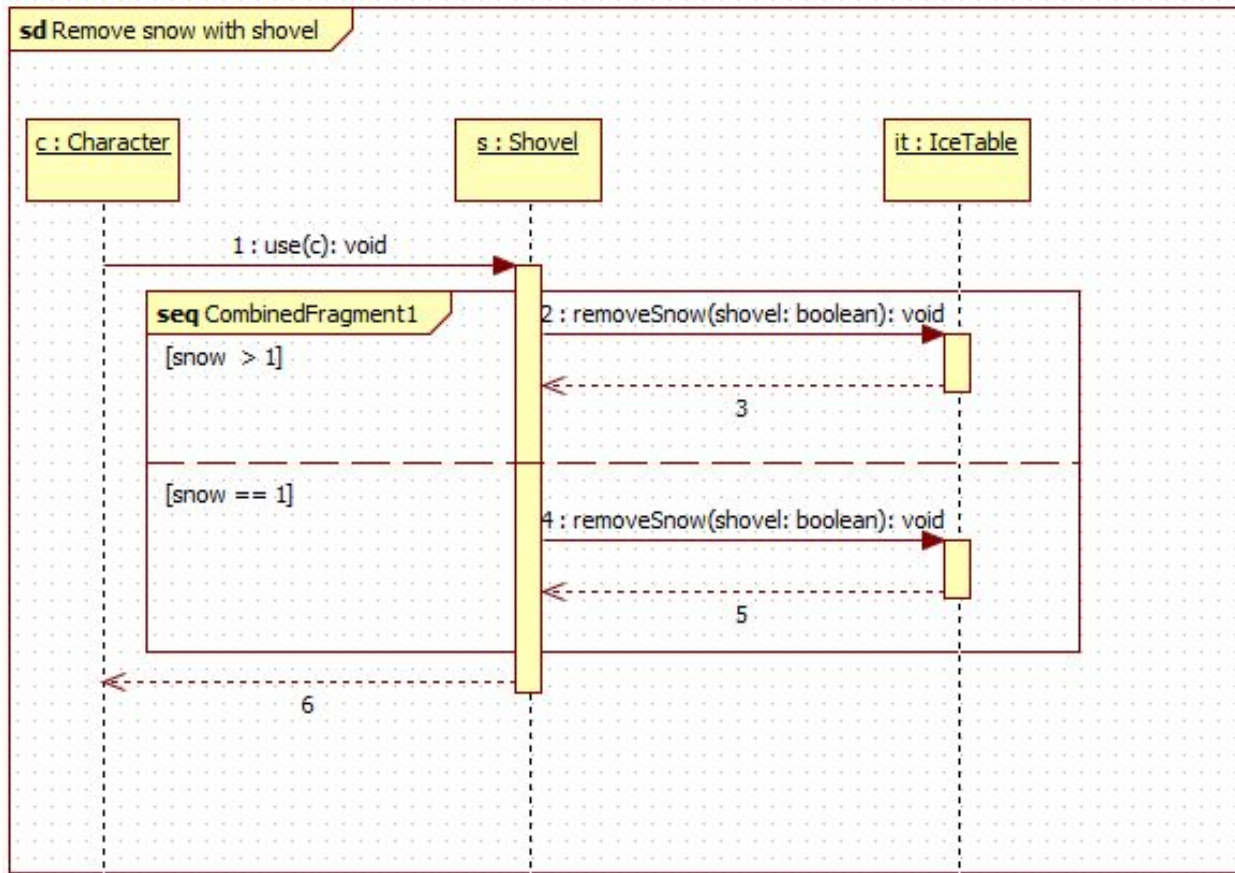 sd Remove snow with shovel
c : Character
s : Shovel
it : IceTable
1 : use(c): void
seq CombinedFragment1
2 : removeSnow(shovel: boolean): void
[snow  > 1]
3
[snow == 1]
4 : removeSnow(shovel: boolean): void
5
6